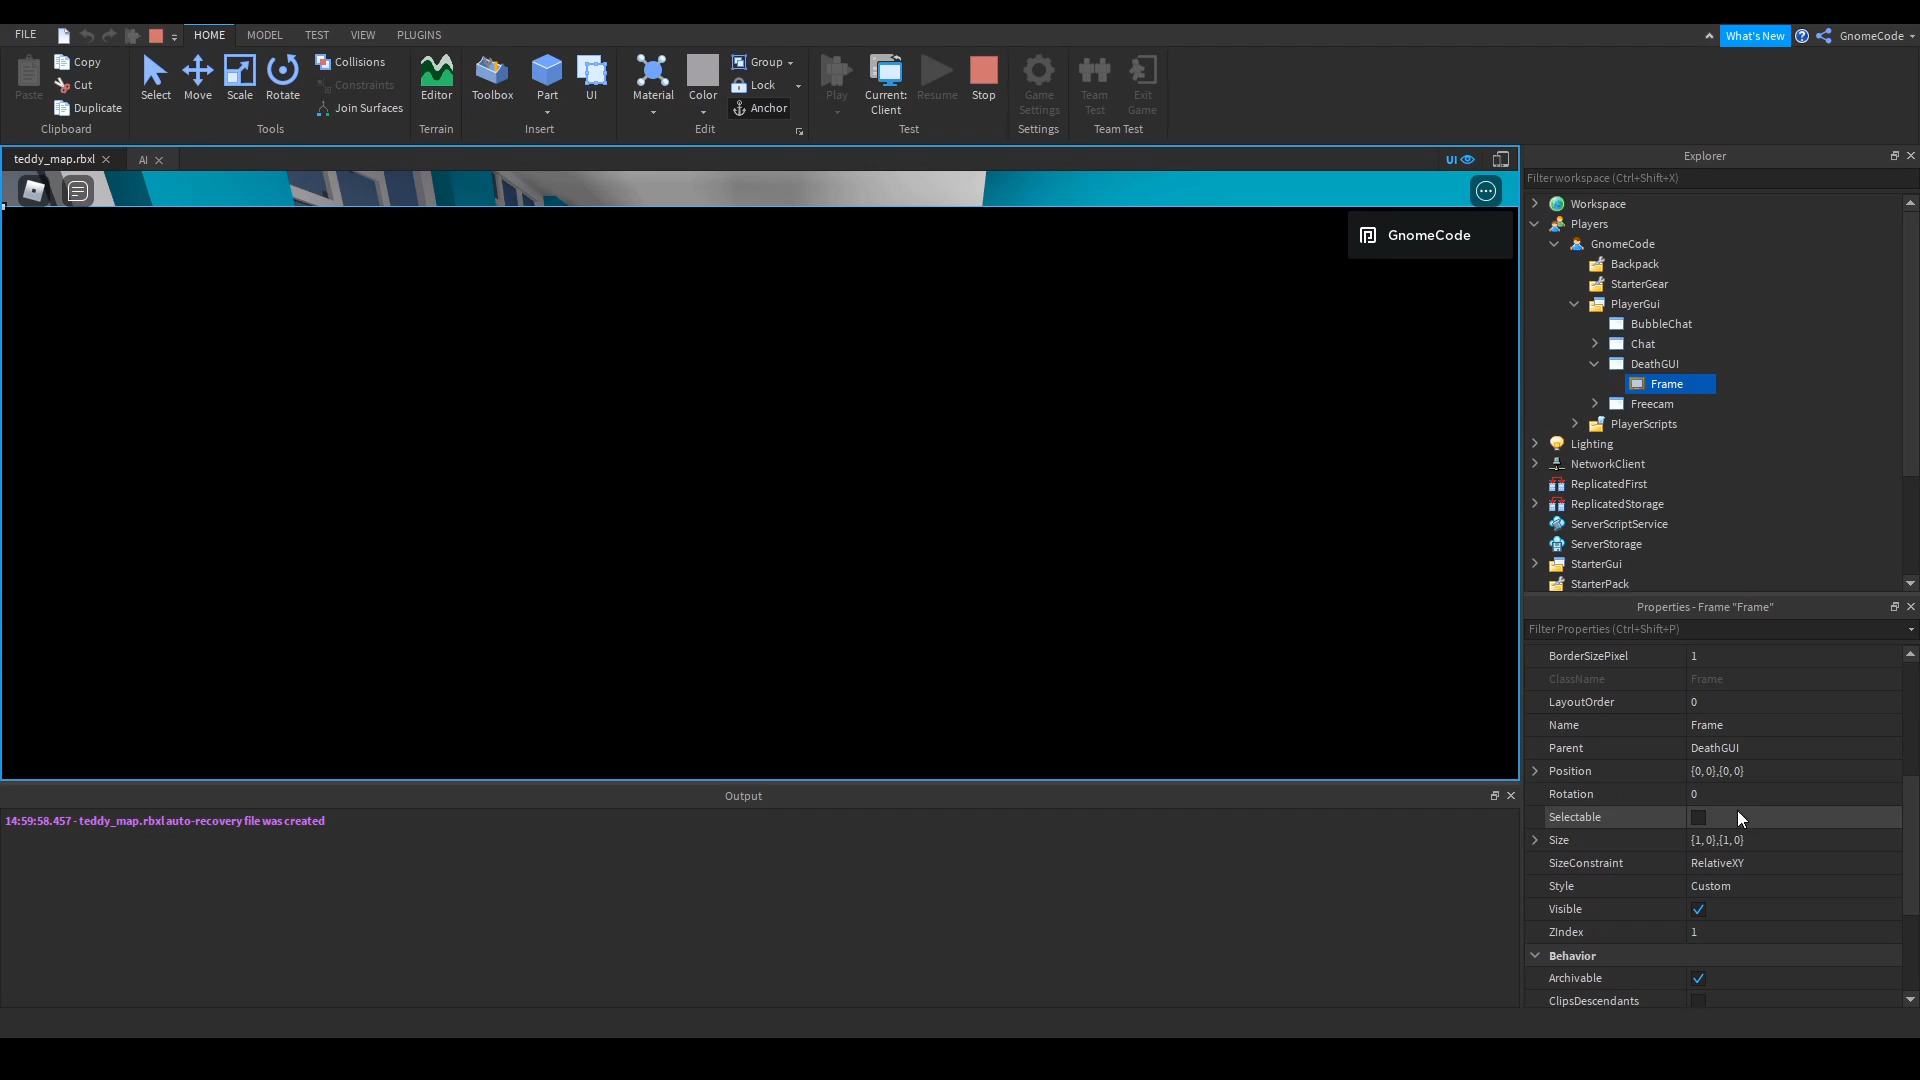 FILE
HOME
MODEL
TEST
VIEW
PLUGINS
What's New
GnomeCode
Paste
Copy
Cut
Duplicate
Clipboard
Select
Move
Scale
Rotate
Collisions
Constraints
Join Surfaces
Tools
Editor
Terrain
Toolbox
Part
UI
Insert
Material
Color
Group
Lock
Anchor
Edit
Play
Current:
Client
Resume
Stop
Test
Game
Settings
Settings
Team
Test
Exit
Game
Team Test
teddy_map.rbxl
AI
UI
GnomeCode
Explorer
Filter workspace (Ctrl+Shift+X)
Workspace
Players
GnomeCode
Backpack
StarterGear
PlayerGui
BubbleChat
Chat
DeathGUI
Frame
Freecam
PlayerScripts
Lighting
NetworkClient
ReplicatedFirst
ReplicatedStorage
ServerScriptService
ServerStorage
StarterGui
StarterPack
Properties - Frame "Frame"
Filter Properties (Ctrl+Shift+P)
BorderSizePixel 1
ClassName Frame
LayoutOrder 0
Name Frame
Parent DeathGUI
Position {0, 0},{0, 0}
Rotation 0
Selectable
Size {1, 0},{1, 0}
SizeConstraint RelativeXY
Style Custom
Visible
ZIndex 1
Behavior
Archivable
ClipsDescendants
Output
14:59:58.457 - teddy_map.rbxl auto-recovery file was created